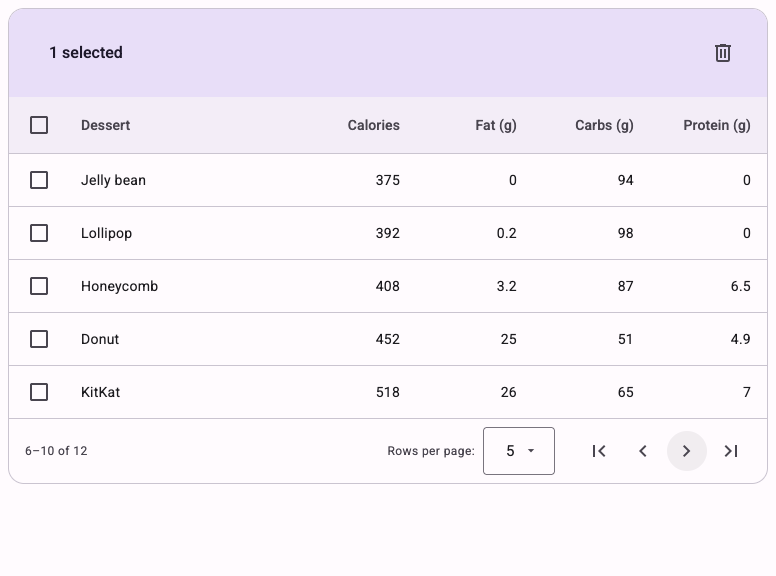 1 selected
Dessert Calories Fat (g) Carbs (g) Protein (g)
Jelly bean 375 0 94 0
Lollipop 392 0.2 98 0
Honeycomb 408 3.2 87 6.5
Donut 452 25 51 4.9
KitKat 518 26 65 7
6–10 of 12 Rows per page: 5